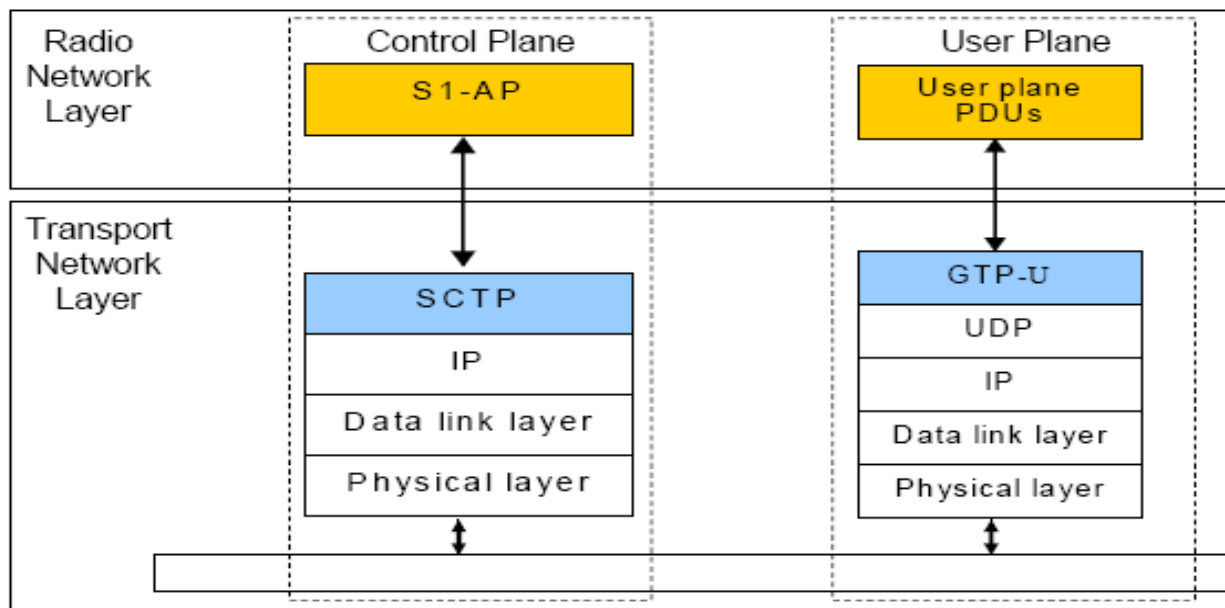 Radio
Network
Layer
Control Plane
S1-AP
User Plane
User plane
PDUs
Transport
Network
Layer
SCTP
IP
Data link layer
Physical layer
GTP-U
UDP
IP
Data link layer
Physical layer